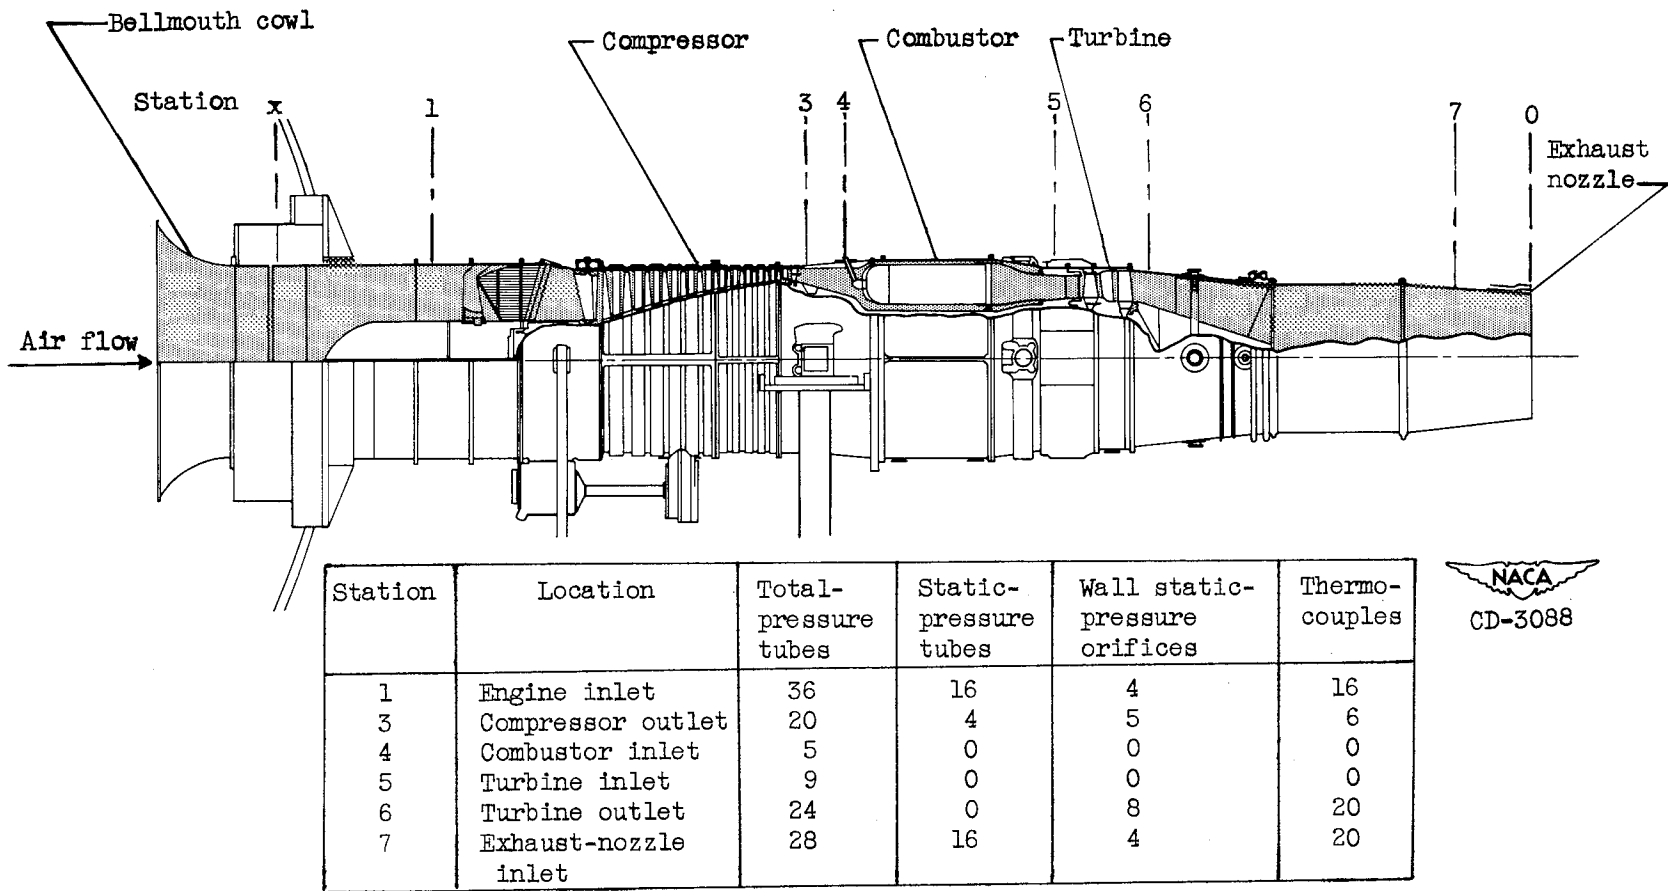 Bellmouth cowl
Compressor
Combustor
Turbine
Station x 1 3 4 5 6 7 0
Exhaust
nozzle
Air flow
Station Location Total- Static- Wall static- Thermo-
pressure pressure pressure couples
tubes tubes orifices
1 Engine inlet 36 16 4 16
3 Compressor outlet 20 4 5 6
4 Combustor inlet 5 0 0 0
5 Turbine inlet 9 0 0 0
6 Turbine outlet 24 0 8 20
7 Exhaust-nozzle 28 16 4 20
inlet
NACA
CD-3088